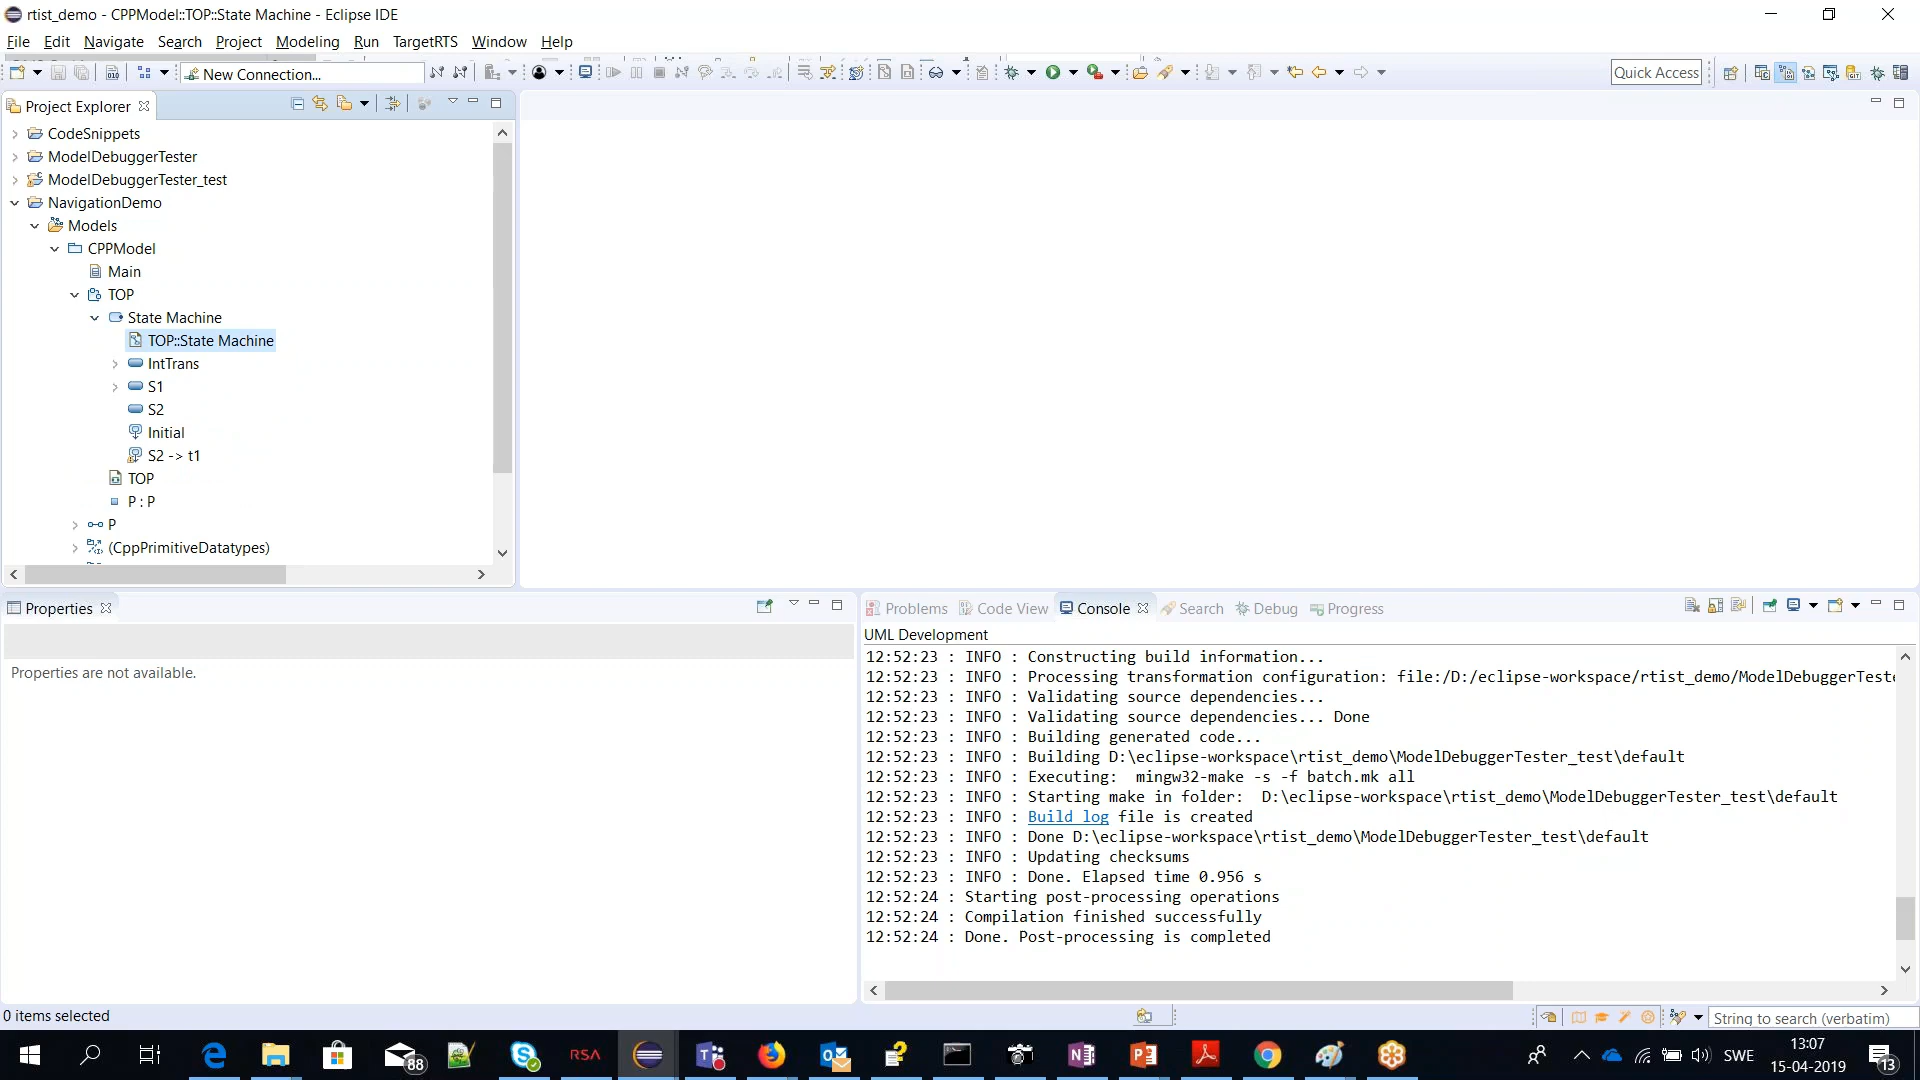 rtist_demo - CPPModel::TOP::State Machine - Eclipse IDE
File Edit Navigate Search Project Modeling Run TargetRTS Window Help
New Connection...
Quick Access
Project Explorer
CodeSnippets
ModelDebuggerTester
ModelDebuggerTester_test
NavigationDemo
Models
CPPModel
Main
TOP
State Machine
TOP::State Machine
IntTrans
S1
S2
Initial
S2 -> t1
TOP
P : P
P
(CppPrimitiveDatatypes)
Properties
Properties are not available.
Problems Code View Console Search Debug Progress
UML Development
12:52:23 : INFO : Constructing build information...
12:52:23 : INFO : Processing transformation configuration: file:/D:/eclipse-workspace/rtist_demo/ModelDebuggerTeste
12:52:23 : INFO : Validating source dependencies...
12:52:23 : INFO : Validating source dependencies... Done
12:52:23 : INFO : Building generated code...
12:52:23 : INFO : Building D:\eclipse-workspace\rtist_demo\ModelDebuggerTester_test\default
12:52:23 : INFO : Executing:  mingw32-make -s -f batch.mk all
12:52:23 : INFO : Starting make in folder:  D:\eclipse-workspace\rtist_demo\ModelDebuggerTester_test\default
12:52:23 : INFO : Build log file is created
12:52:23 : INFO : Done D:\eclipse-workspace\rtist_demo\ModelDebuggerTester_test\default
12:52:23 : INFO : Updating checksums
12:52:23 : INFO : Done. Elapsed time 0.956 s
12:52:24 : Starting post-processing operations
12:52:24 : Compilation finished successfully
12:52:24 : Done. Post-processing is completed
0 items selected
String to search (verbatim)
88
RSA
SWE
13:07
15-04-2019
13